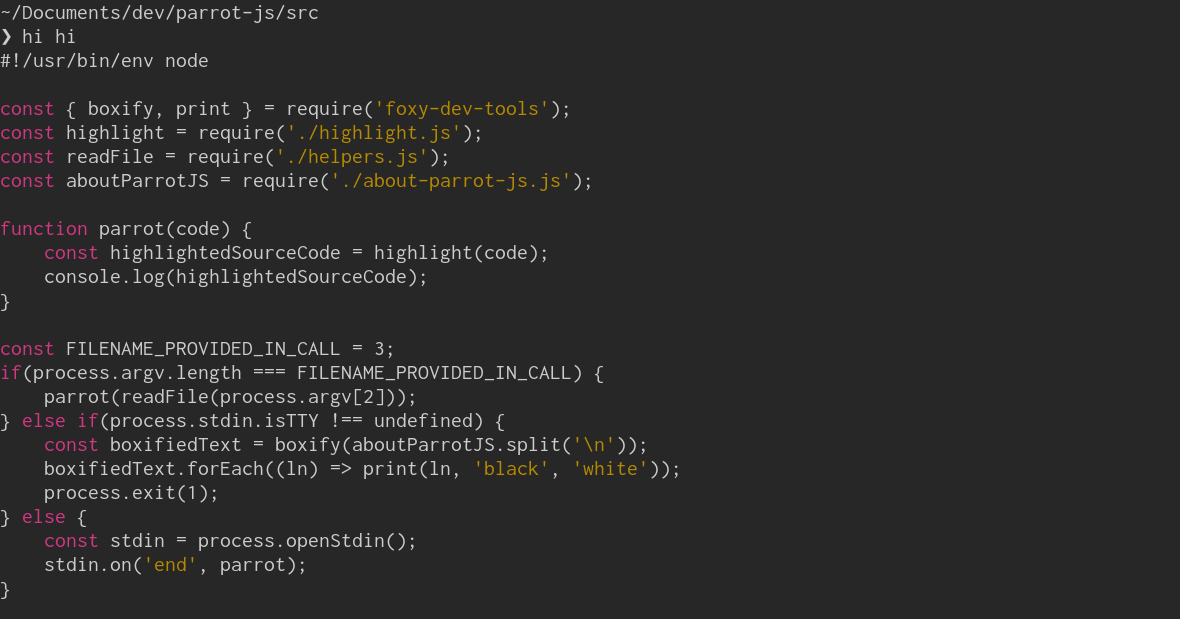 ~/Documents/dev/parrot-js/src
❯ hi hi
#!/usr/bin/env node

const { boxify, print } = require('foxy-dev-tools');
const highlight = require('./highlight.js');
const readFile = require('./helpers.js');
const aboutParrotJS = require('./about-parrot-js.js');

function parrot(code) {
    const highlightedSourceCode = highlight(code);
    console.log(highlightedSourceCode);
}

const FILENAME_PROVIDED_IN_CALL = 3;
if(process.argv.length === FILENAME_PROVIDED_IN_CALL) {
    parrot(readFile(process.argv[2]));
} else if(process.stdin.isTTY !== undefined) {
    const boxifiedText = boxify(aboutParrotJS.split('\n'));
    boxifiedText.forEach((ln) => print(ln, 'black', 'white'));
    process.exit(1);
} else {
    const stdin = process.openStdin();
    stdin.on('end', parrot);
}